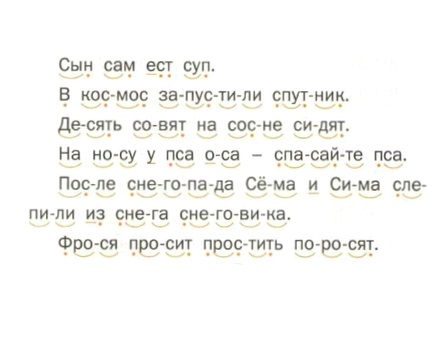 Сын сам ест суп.
В кос-мос за-пус-ти-ли спут-ник.
Де-сять со-вят на сос-не си-дят.
На но-су у пса о-са – спа-сай-те пса.
Пос-ле сне-го-па-да Сё-ма и Си-ма сле-
пи-ли из сне-га сне-го-ви-ка.
Фро-ся про-сит прос-тить по-ро-сят.